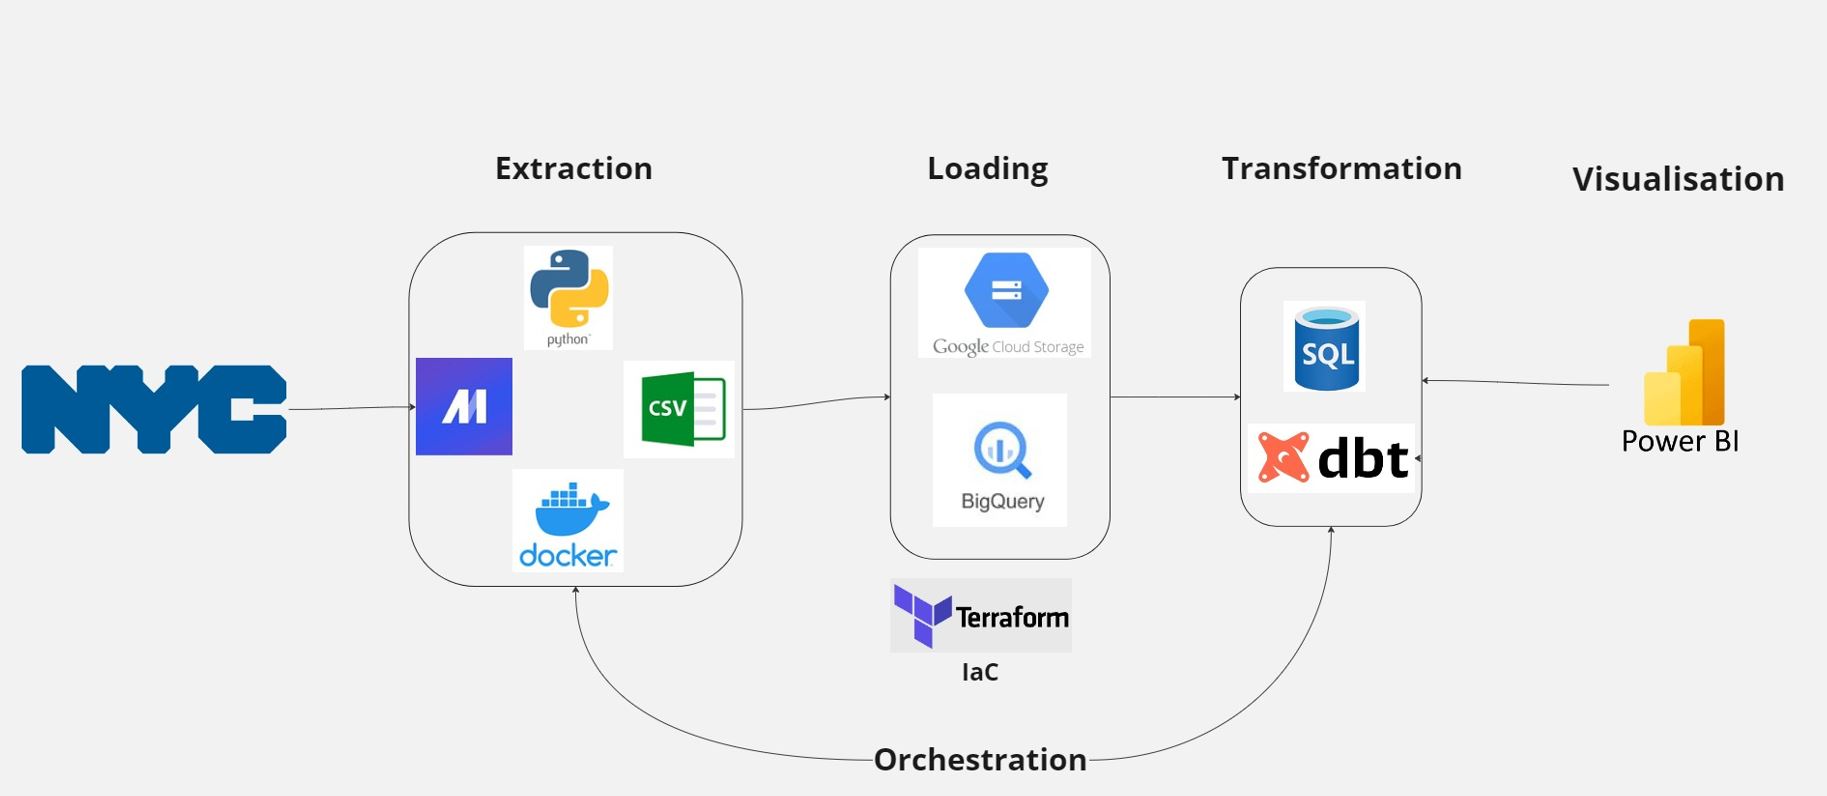 Extraction
Loading
Transformation
Visualisation
NYC
python
CSV
docker
Google Cloud Storage
BigQuery
Terraform
IaC
SQL
dbt
Power BI
Orchestration